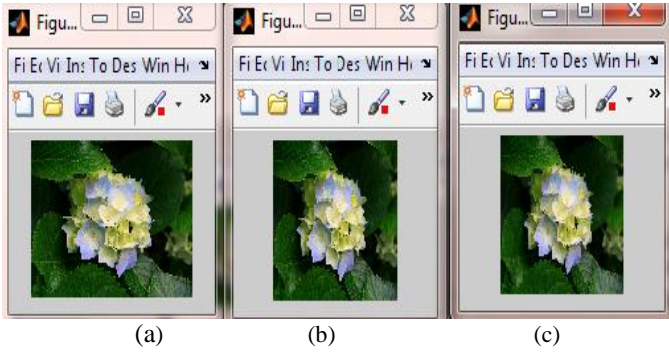 Figu... Figu... Figu...
Fi Ec Vi Ins To Des Win He Fi Ec Vi Ins To Des Win He Fi Ec Vi Ins To Des Win He
(a) (b) (c)